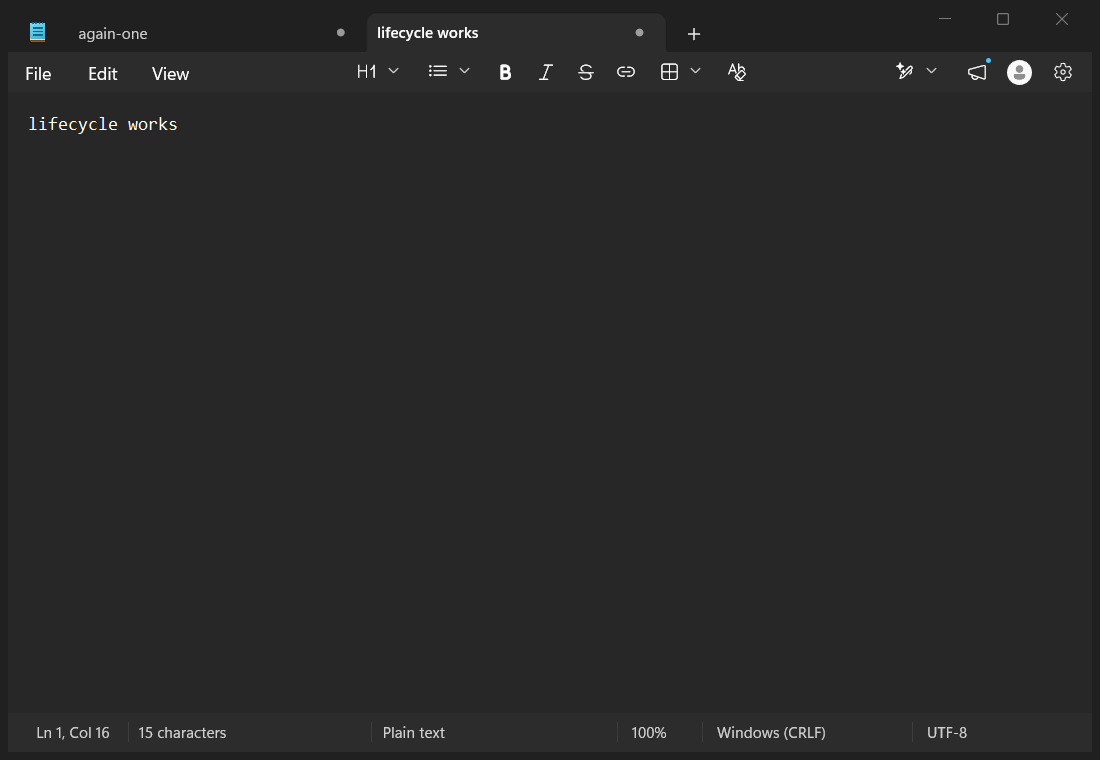 again-one
lifecycle works
File Edit View H1 B I S Ab
lifecycle works
Ln 1, Col 16 15 characters Plain text 100% Windows (CRLF) UTF-8